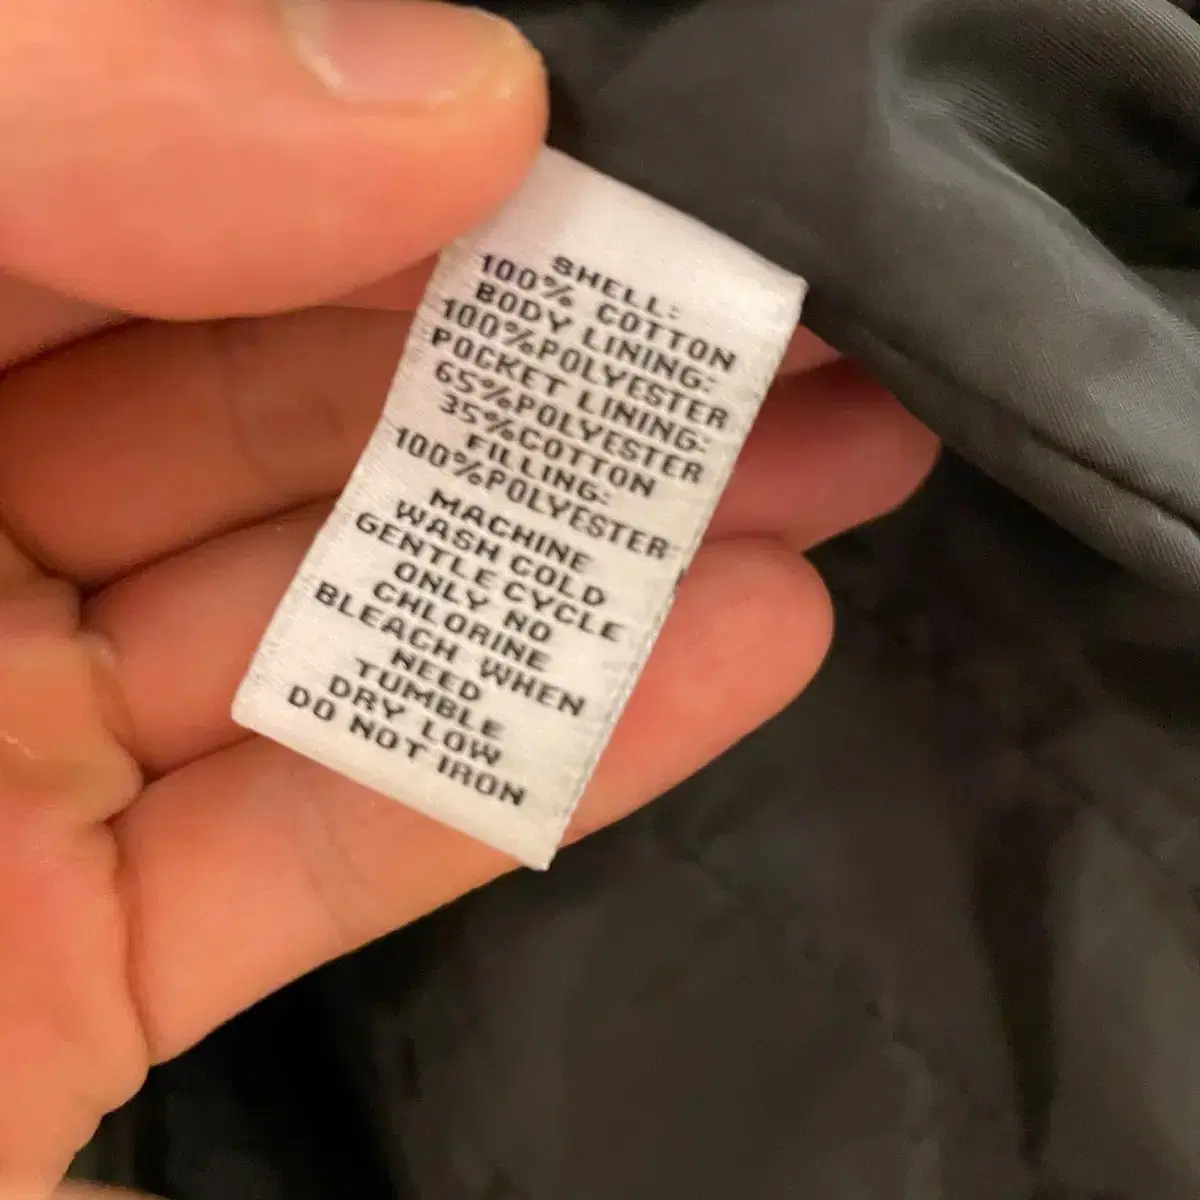 SHELL:
100% COTTON
BODY LINING:
100%POLYESTER
POCKET LINING:
65%POLYESTER
35%COTTON
FILLING:
100%POLYESTER
MACHINE
WASH COLD
GENTLE CYCLE
ONLY NO
CHLORINE
BLEACH WHEN
NEED
TUMBLE
DRY LOW
DO NOT IRON